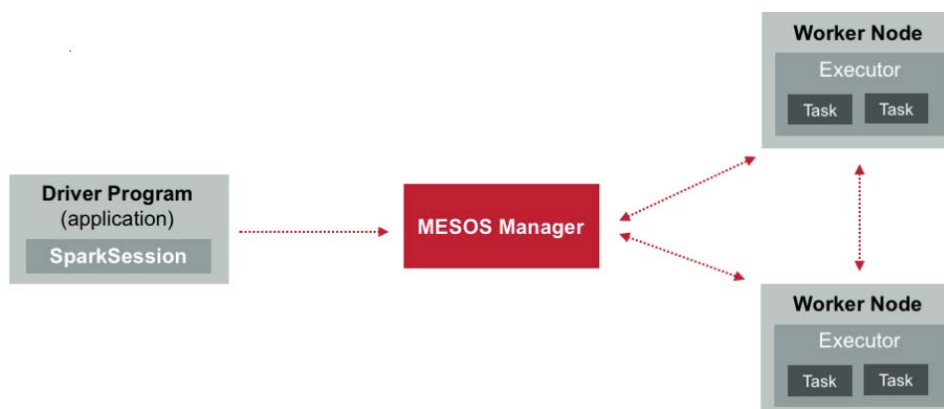 Driver Program
(application)
SparkSession
MESOS Manager
Worker Node
Executor
Task Task
Worker Node
Executor
Task Task